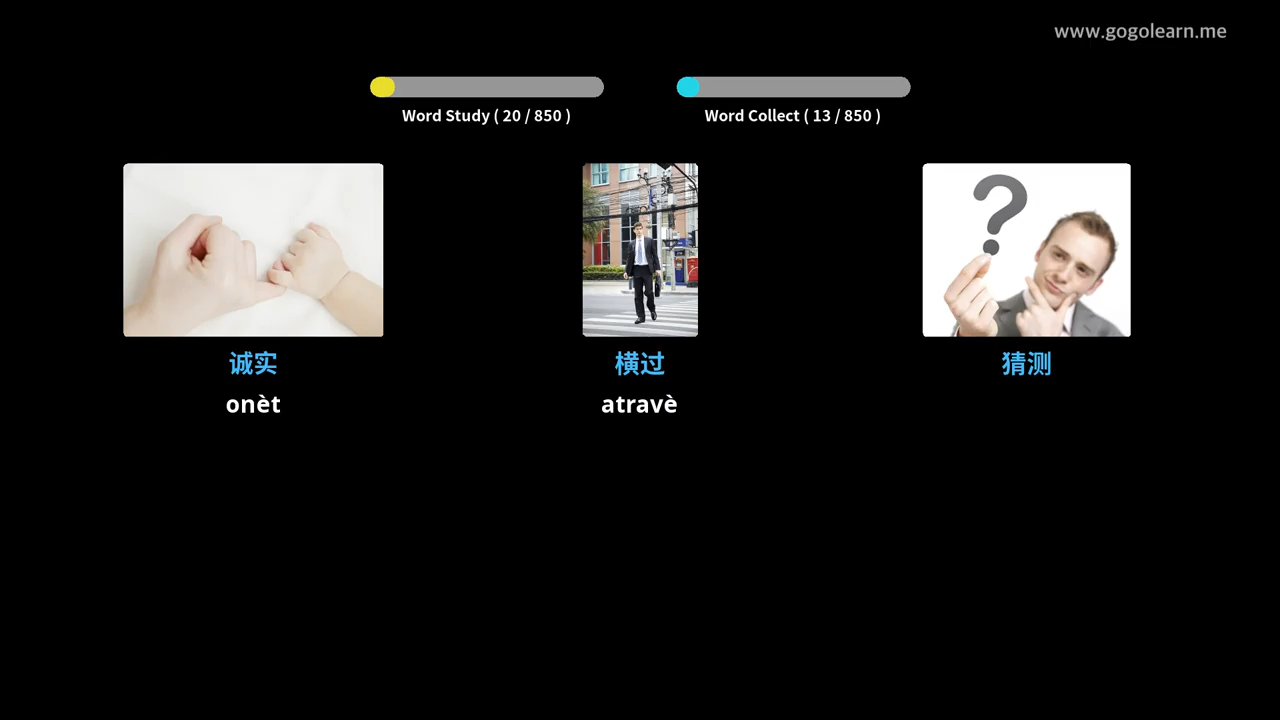 www.gogolearn.me
Word Study ( 20 / 850 )
Word Collect ( 13 / 850 )
诚实
横过
猜测
onèt
atravè